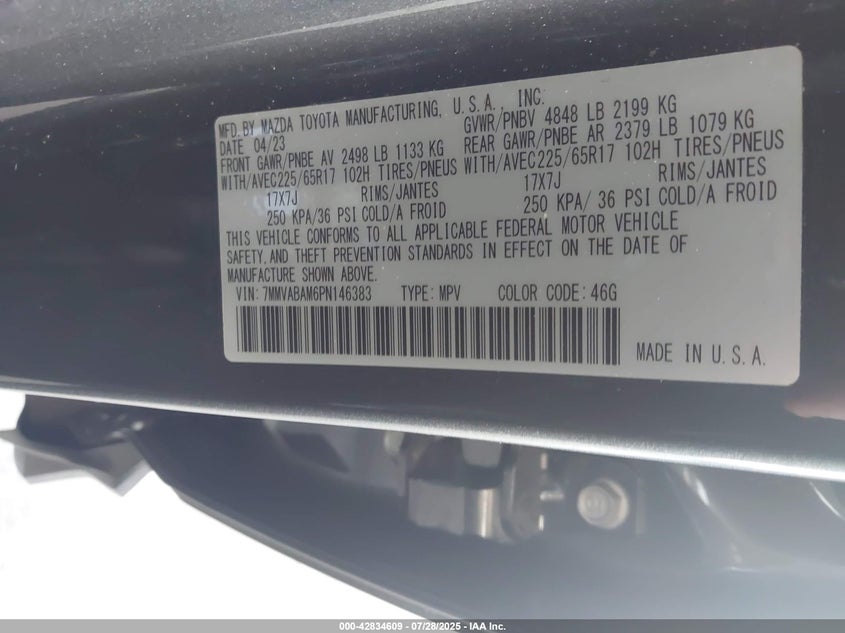 MFD.BY MAZDA TOYOTA MANUFACTURING, U.S.A., INC.
DATE 04/23 GVWR/PNBV 4848 LB 2199 KG
FRONT GAWR/PNBE AV 2498 LB 1133 KG REAR GAWR/PNBE AR 2379 LB 1079 KG
WITH/AVEC225/65R17 102H TIRES/PNEUS WITH/AVEC225/65R17 102H TIRES/PNEUS
17X7J RIMS/JANTES 17X7J RIMS/JANTES
250 KPA/36 PSI COLD/A FROID 250 KPA/ 36 PSI COLD/A FROID
THIS VEHICLE CONFORMS TO ALL APPLICABLE FEDERAL MOTOR VEHICLE
SAFETY, AND THEFT PREVENTION STANDARDS IN EFFECT ON THE DATE OF
MANUFACTURE SHOWN ABOVE.
VIN: 7MMVABAM6PN146383 TYPE: MPV COLOR CODE: 46G
MADE IN U.S.A.
000-42834609 - 07/28/2025 - IAA Inc.